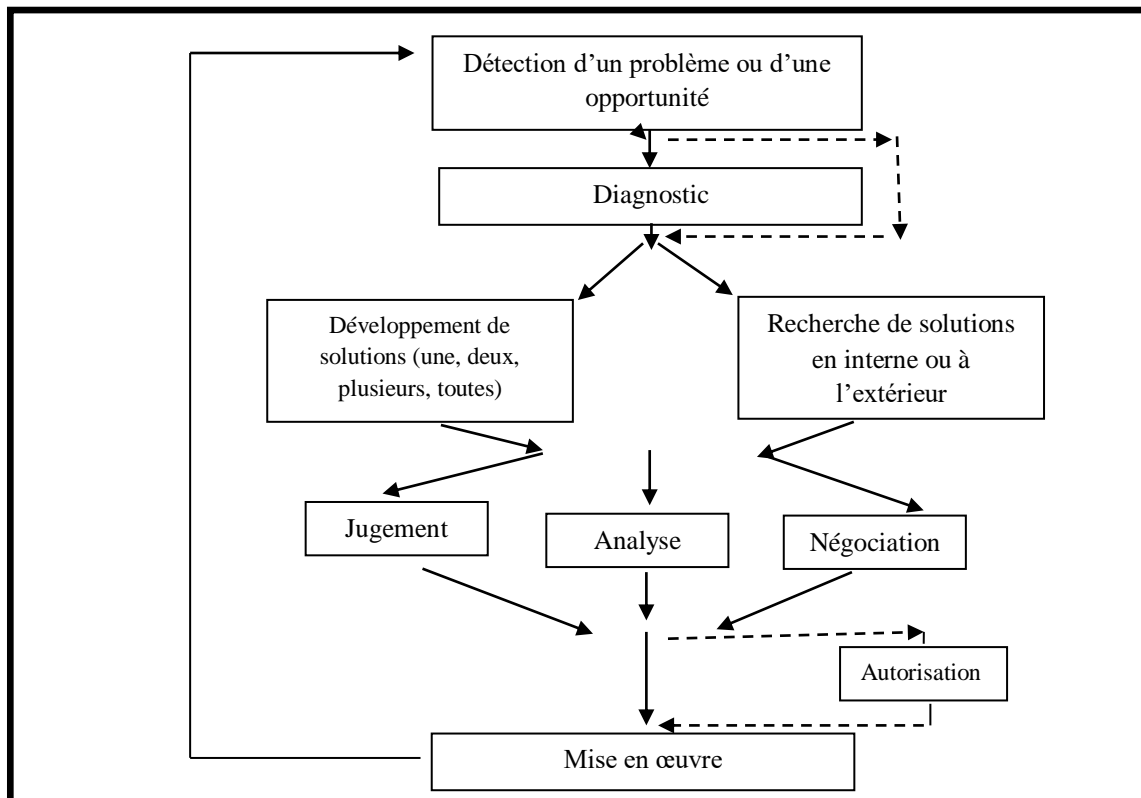 Détection d’un problème ou d’une
opportunité
Diagnostic
Développement de
solutions (une, deux,
plusieurs, toutes)
Recherche de solutions
en interne ou à
l’extérieur
Jugement
Analyse
Négociation
Autorisation
Mise en œuvre